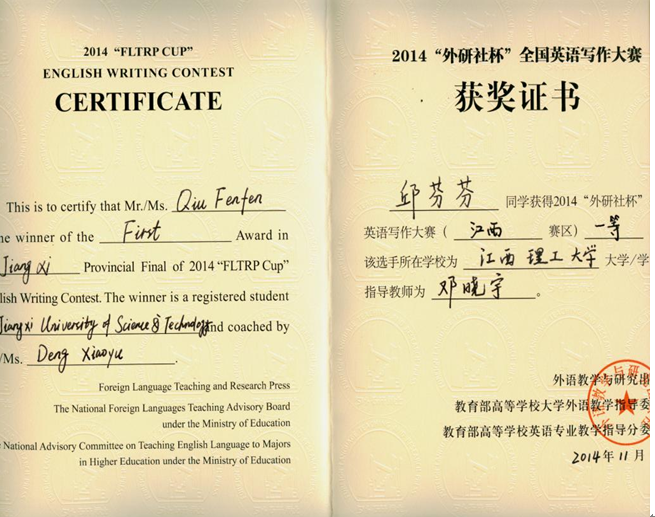 2014 “FLTRP CUP”
ENGLISH WRITING CONTEST
CERTIFICATE
This is to certify that Mr./Ms. Qiu Fenfen
he winner of the First Award in
Jiang xi Provincial Final of 2014 “FLTRP Cup”
lish Writing Contest. The winner is a registered student
Jiangxi University of Science & Technology and coached by
/Ms. Deng Xiaoyu.
Foreign Language Teaching and Research Press
The National Foreign Languages Teaching Advisory Board
under the Ministry of Education
National Advisory Committee on Teaching English Language to Majors
in Higher Education under the Ministry of Education
2014 “外研社杯” 全国英语写作大赛
获奖证书
邱芬芬 同学获得2014 “外研社杯”
英语写作大赛（ 江西 赛区）一等
该选手所在学校为 江西理工大学 大学/学
指导教师为 邓晓宇 。
外语教学与研究出
教育部高等学校大学外语教学指导委
教育部高等学校英语专业教学指导分委
2014年11月